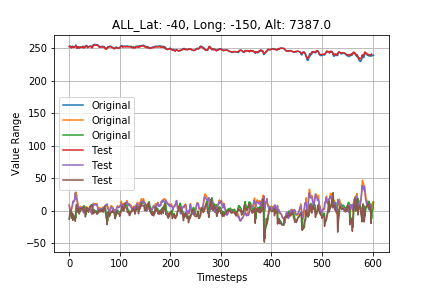 ALL_Lat: -40, Long: -150, Alt: 7387.0
Value Range
250
200
150
100
50
0
−50
Original
Original
Original
Test
Test
Test
0
100
200
300
400
500
600
Timesteps